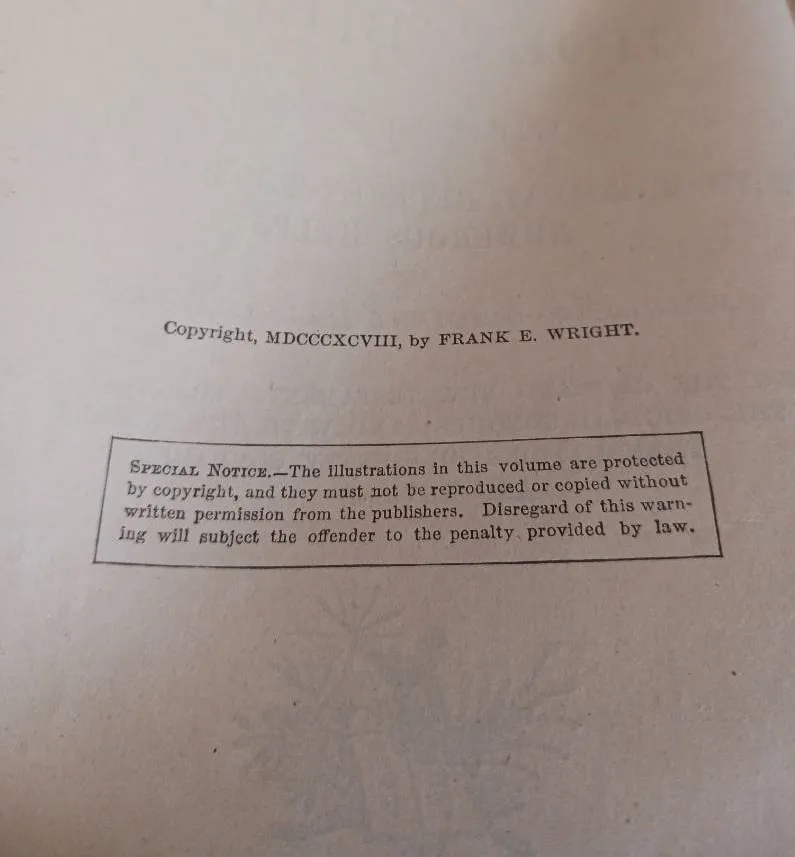 Copyright, MDCCCXCVIII, by FRANK E. WRIGHT.
SPECIAL NOTICE.—The illustrations in this volume are protected
by copyright, and they must not be reproduced or copied without
written permission from the publishers. Disregard of this warn-
ing will subject the offender to the penalty provided by law.